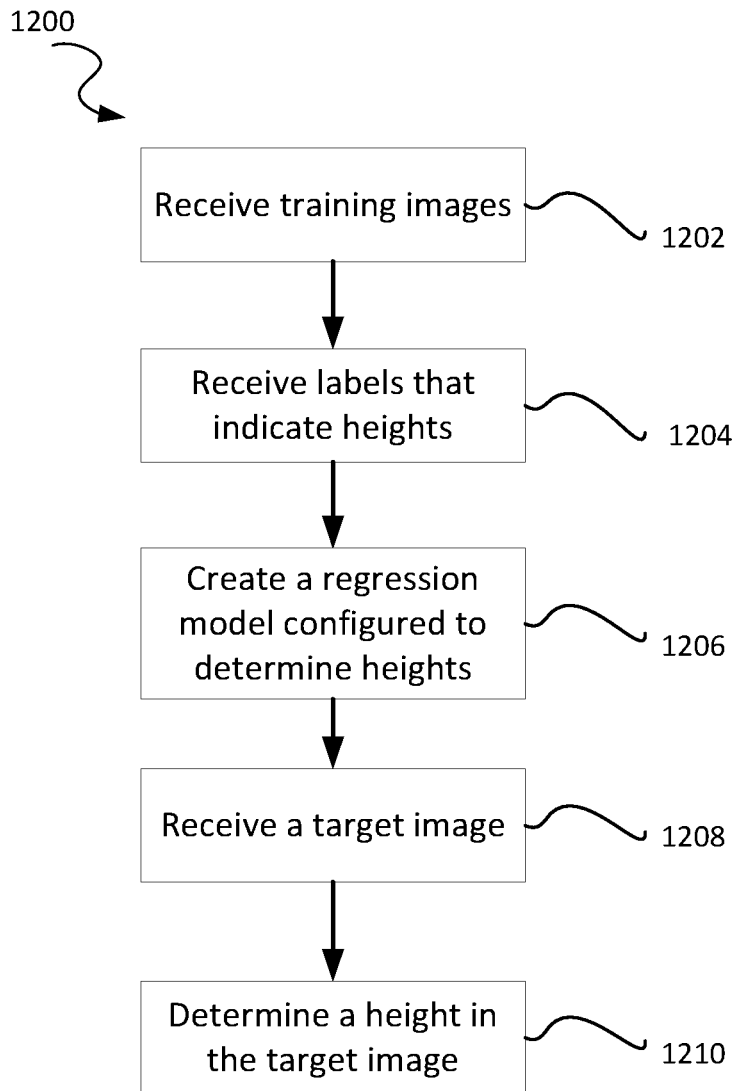 1200
Receive training images
1202
Receive labels that
indicate heights
1204
Create a regression
model configured to
determine heights
1206
Receive a target image
1208
Determine a height in
the target image
1210